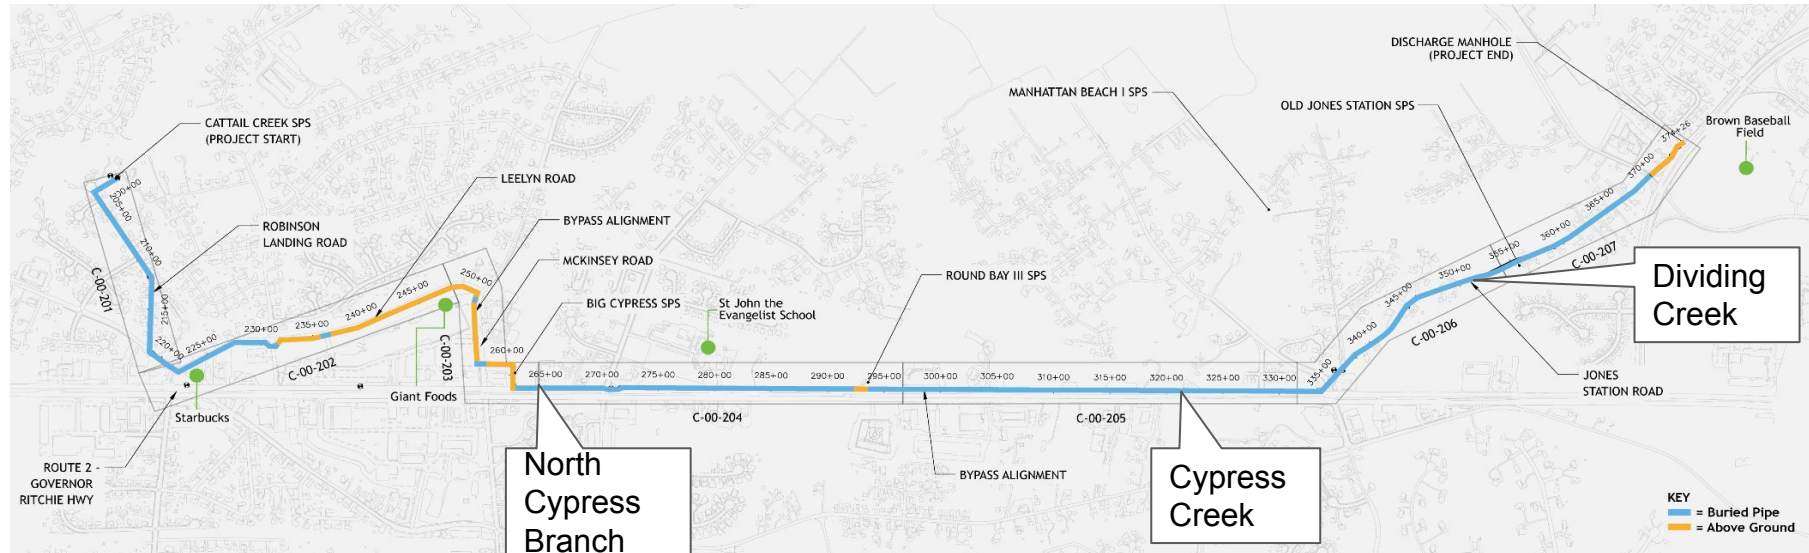 CATTAIL CREEK SPS
(PROJECT START)
200+00
205+00
210+00
215+00
220+00
225+00
230+00
235+00
240+00
245+00
250+00
260+00
265+00
270+00
275+00
280+00
285+00
290+00
295+00
300+00
305+00
310+00
315+00
320+00
325+00
330+00
335+00
340+00
345+00
350+00
355+00
360+00
365+00
370+00
374+26
C-00-201
C-00-202
C-00-203
C-00-204
C-00-205
C-00-206
C-00-207
ROBINSON
LANDING ROAD
LEELYN ROAD
BYPASS ALIGNMENT
MCKINSEY ROAD
BIG CYPRESS SPS
St John the
Evangelist School
ROUND BAY III SPS
MANHATTAN BEACH I SPS
OLD JONES STATION SPS
DISCHARGE MANHOLE
(PROJECT END)
Brown Baseball
Field
Dividing
Creek
JONES
STATION ROAD
Giant Foods
Starbucks
ROUTE 2 -
GOVERNOR
RITCHIE HWY
North
Cypress
Branch
BYPASS ALIGNMENT
Cypress
Creek
KEY
= Buried Pipe
= Above Ground